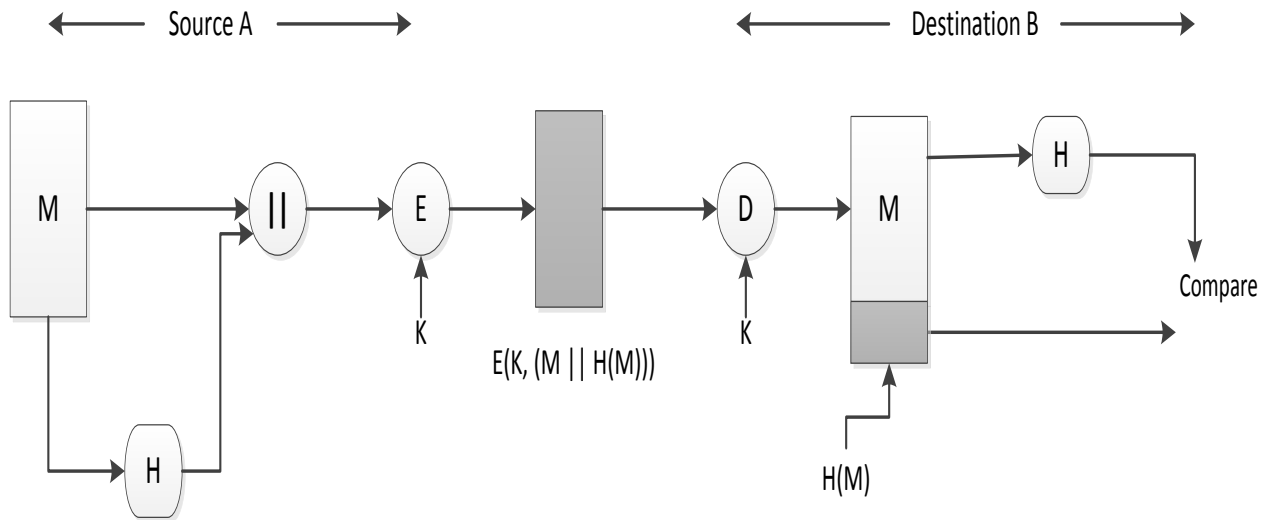 Source A
Destination B
M
||
E
D
M
H
K
K
Compare
E(K, (M || H(M)))
H
H(M)